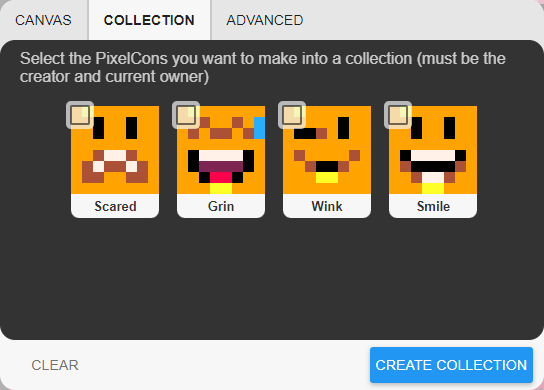 CANVAS COLLECTION ADVANCED
Select the PixelCons you want to make into a collection (must be the
creator and current owner)
Scared Grin Wink Smile
CLEAR CREATE COLLECTION